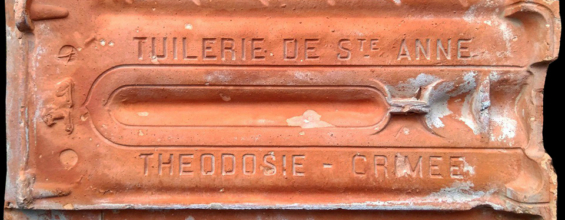 TUILERIE DE STE ANNE
THEODOSIE - CRIMEE